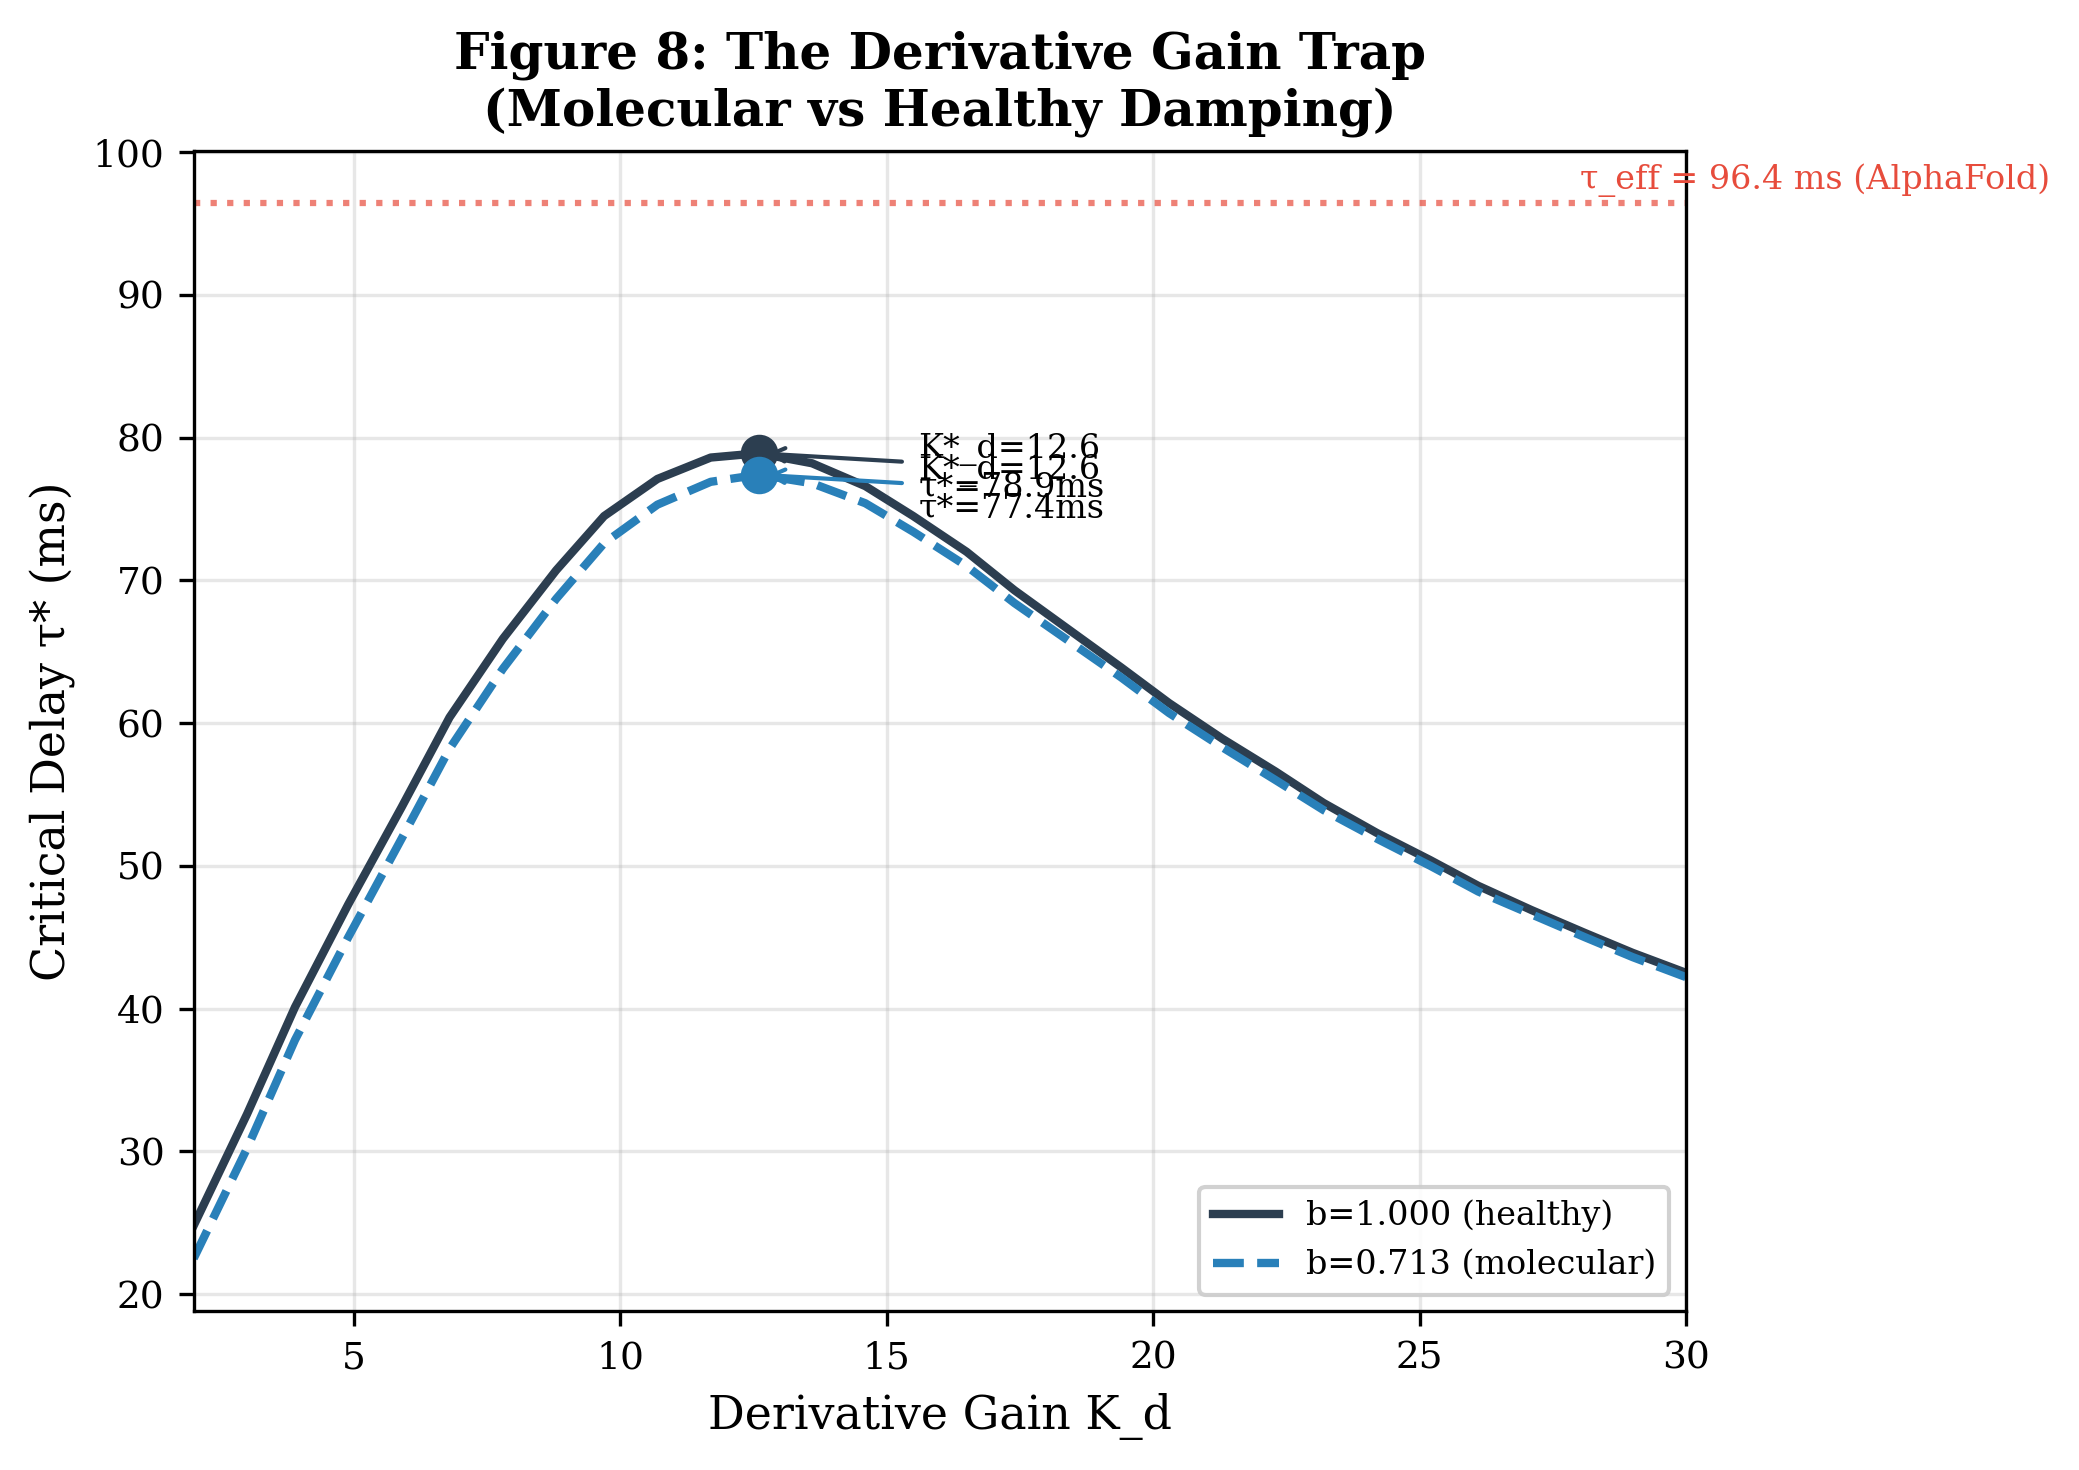 Figure 8: The Derivative Gain Trap
(Molecular vs Healthy Damping)
τ_eff = 96.4 ms (AlphaFold)
100
90
80
70
60
50
40
30
20
Critical Delay τ* (ms)
K*_d=12.6
τ*=78.9ms
K*_d=12.6
τ*=77.4ms
b=1.000 (healthy)
b=0.713 (molecular)
5
10
15
20
25
30
Derivative Gain K_d